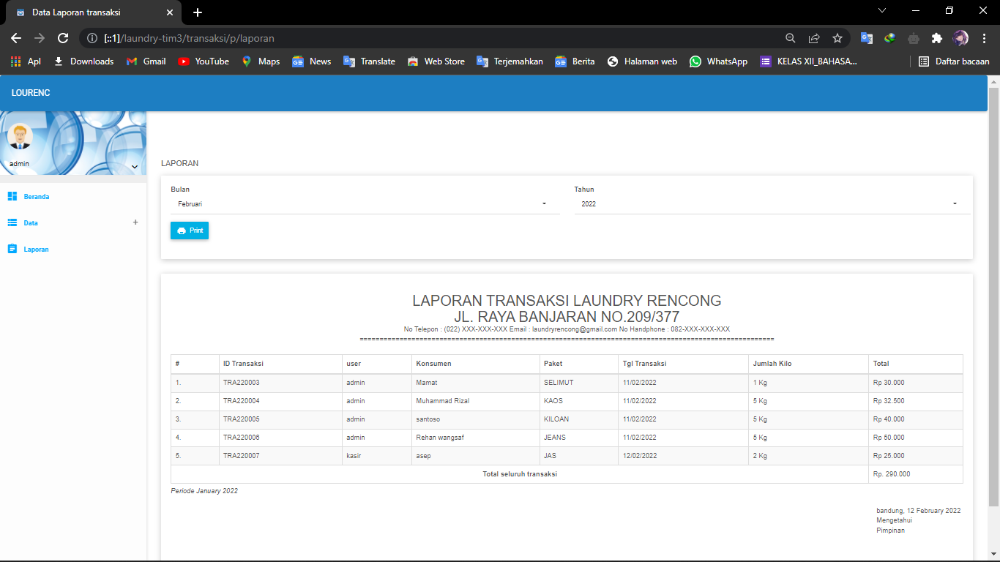 Data Laporan transaksi
[::1]/laundry-tim3/transaksi/p/laporan
Apl Downloads Gmail YouTube Maps News Translate Web Store Terjemahkan Berita Halaman web WhatsApp KELAS XII_BAHASA... Daftar bacaan
LOURENC
admin
Beranda
Data +
Laporan
LAPORAN
Bulan Tahun
Februari 2022
Print
LAPORAN TRANSAKSI LAUNDRY RENCONG
JL. RAYA BANJARAN NO.209/377
No Telepon : (022) XXX-XXX-XXX Email : laundryrencong@gmail.com No Handphone : 082-XXX-XXX-XXX
# ID Transaksi user Konsumen Paket Tgl Transaksi Jumlah Kilo Total
1. TRA220003 admin Mamat SELIMUT 11/02/2022 1 Kg Rp 30.000
2. TRA220004 admin Muhammad Rizal KAOS 11/02/2022 5 Kg Rp 32.500
3. TRA220005 admin santoso KILOAN 11/02/2022 5 Kg Rp 40.000
4. TRA220006 admin Rehan wangsaf JEANS 11/02/2022 5 Kg Rp 50.000
5. TRA220007 kasir asep JAS 12/02/2022 2 Kg Rp 25.000
Total seluruh transaksi Rp. 290.000
Periode January 2022
bandung, 12 February 2022
Mengetahui
Pimpinan